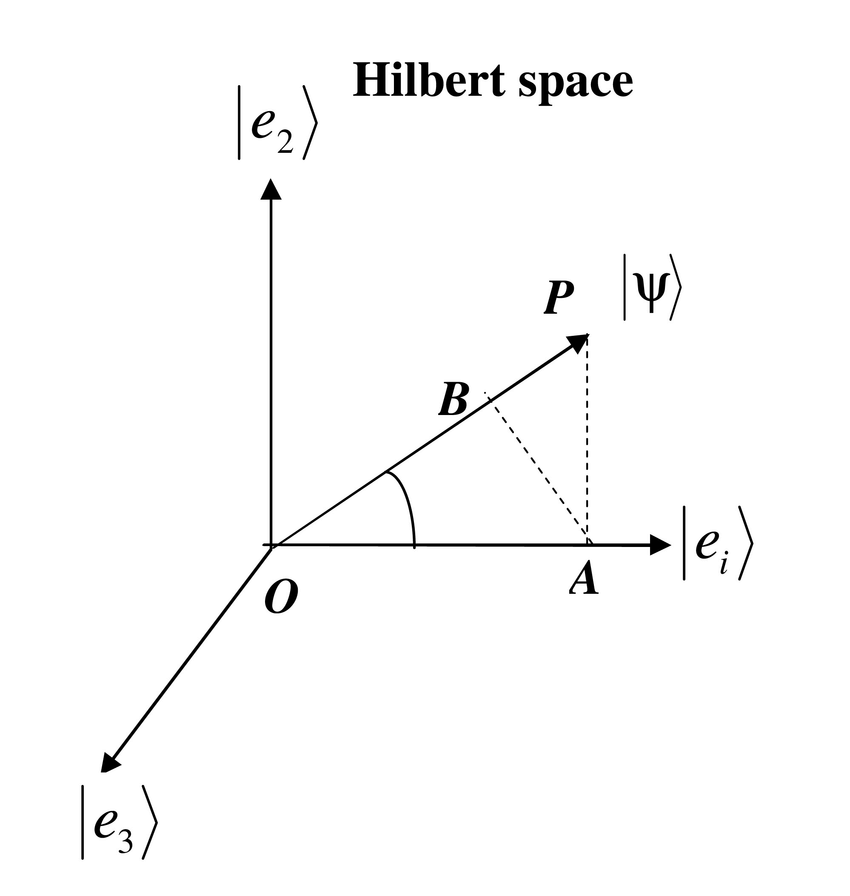 Hilbert space
|e₂⟩
P |ψ⟩
B
|eᵢ⟩
A
O
|e₃⟩